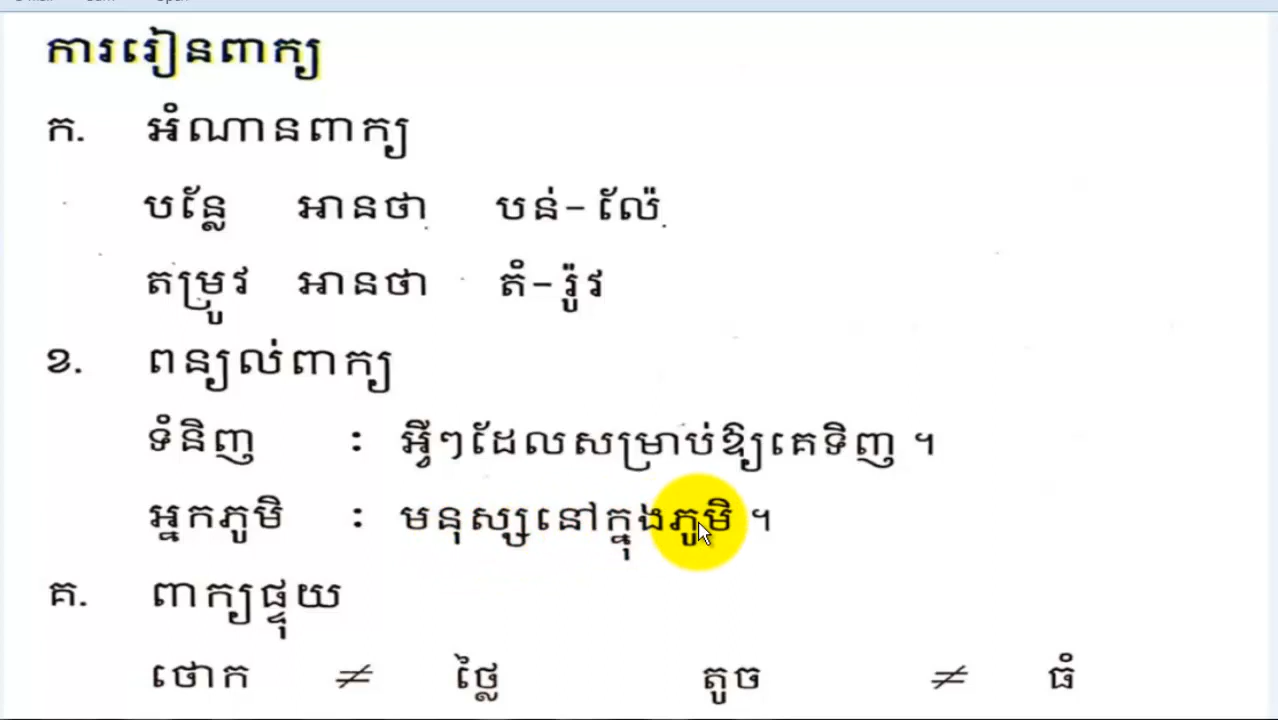 ការរៀនពាក្យ
ក. អំណានពាក្យ
បន្លែ អានថា បន់-លែ៉
តម្រូវ អានថា តំ-រ៉ូវ
ខ. ពន្យល់ពាក្យ
ទំនិញ : អ្វីៗដែលសម្រាប់ឱ្យគេទិញ ។
អ្នកភូមិ : មនុស្សនៅក្នុងភូមិ ។
គ. ពាក្យផ្ទុយ
ថោក ≠ ថ្លៃ តូច ≠ ធំ